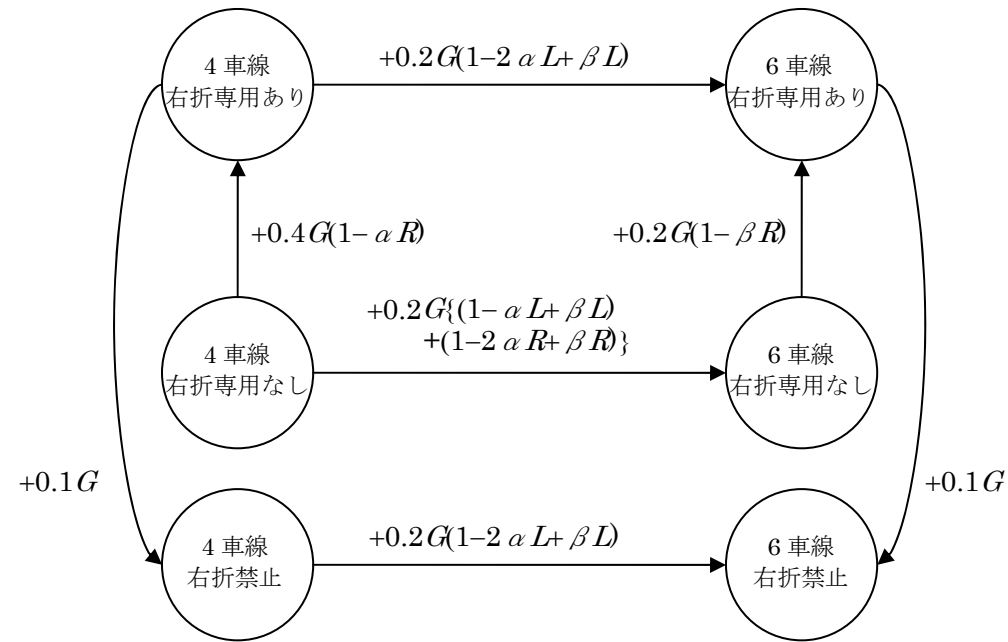 +0.2G(1−2αL+βL)
4 車線
右折専用あり
6 車線
右折専用あり
+0.4G(1−αR)
+0.2G(1−βR)
+0.2G{(1−αL+βL)
+(1−2αR+βR)}
4 車線
右折専用なし
6 車線
右折専用なし
+0.1G
+0.1G
+0.2G(1−2αL+βL)
4 車線
右折禁止
6 車線
右折禁止